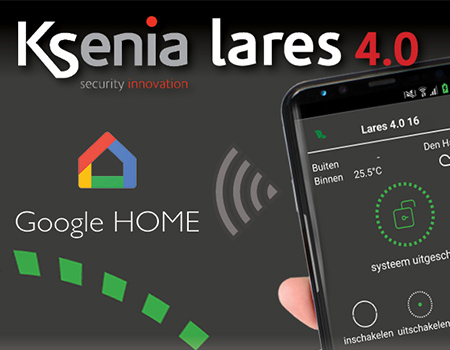 Ksenia lares 4.0
security innovation
Google HOME
Lares 4.0 16
Buiten -
Binnen 25.5°C
Den H
systeem uitgesch
inschakelen uitschakelen